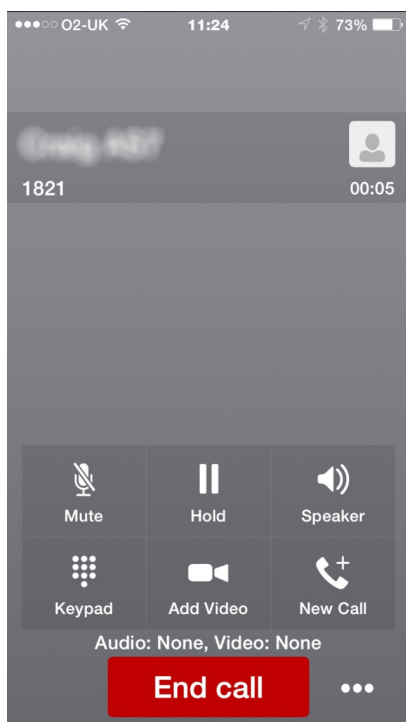 O2-UK 11:24 73%
1821 00:05
Mute Hold Speaker
Keypad Add Video New Call
Audio: None, Video: None
End call